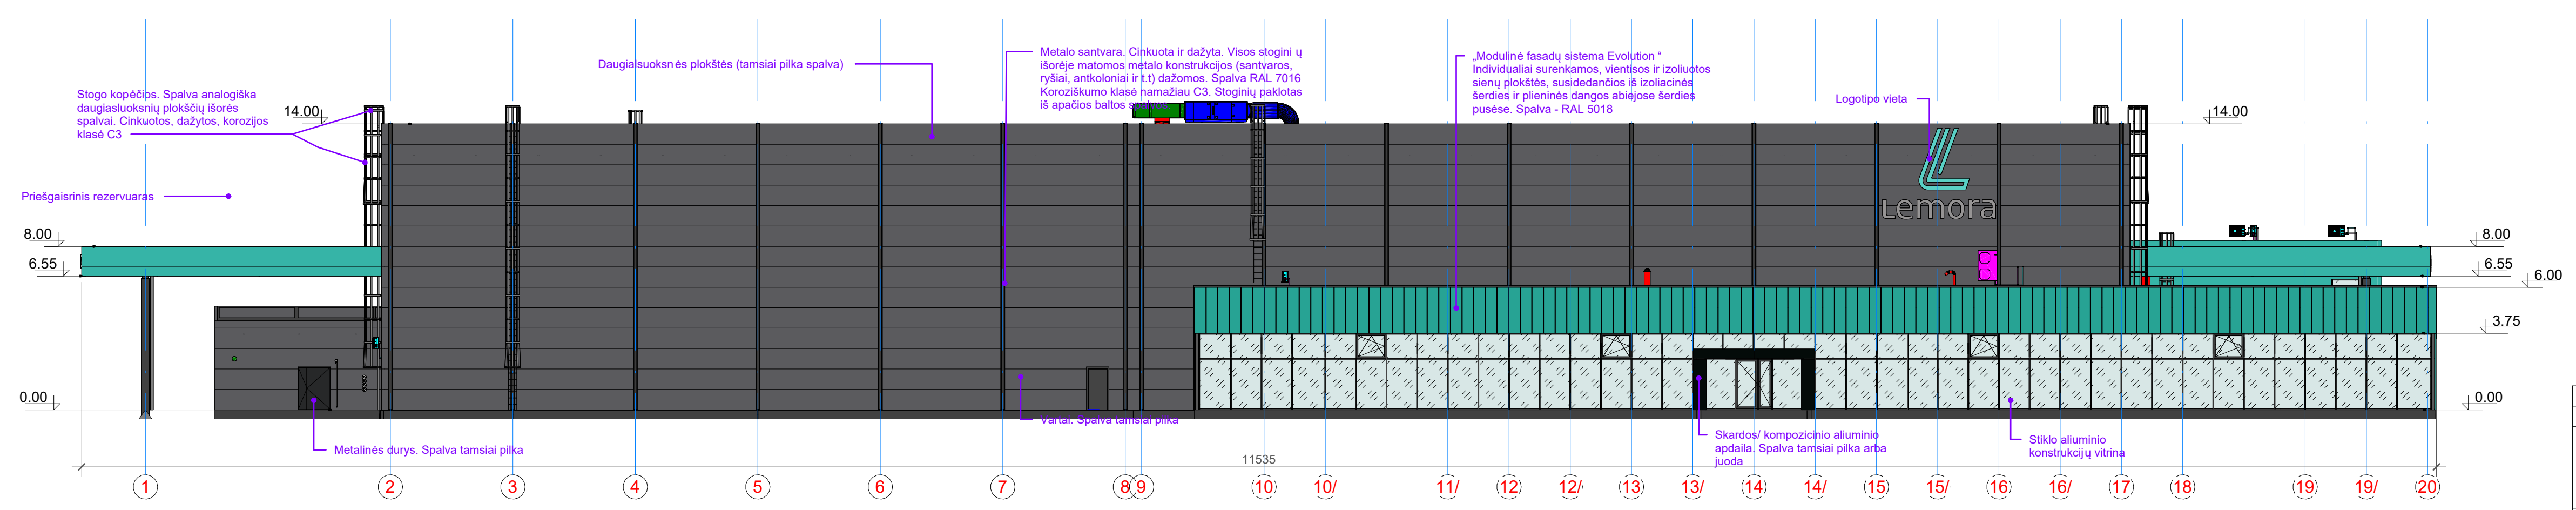 Metalo santvara. Cinkuota ir dažyta. Visos stogini ų
išorėje matomos metalo konstrukcijos (santvaros,
ryšiai, antkoloniai ir t.t) dažomos. Spalva RAL 7016
Koroziškumo klasė namažiau C3. Stoginių paklotas
iš apačios baltos
„Modulinė fasadų sistema Evolution “
Individualiai surenkamos, vientisos ir izoliuotos
sienų plokštės, susidedančios iš izoliacinės
šerdies ir plieninės dangos abiejose šerdies
pusėse. Spalva - RAL 5018
Daugialsuoksnės plokštės (tamsiai pilka spalva)
Stogo kopėčios. Spalva analogiška
daugiasluoksnių plokščių išorės
spalvai. Cinkuotos, dažytos, korozijos
klasė C3
Logotipo vieta
14.00
14.00
Priešgaisrinis rezervuaras
Lemora
8.00
8.00
6.55
6.55
6.00
3.75
0.00
0.00
Vartai. Spalva tamsiai pilka
Metalinės durys. Spalva tamsiai pilka
Skardos/ kompozicinio aliuminio
apdaila. Spalva tamsiai pilka arba
juoda
Stiklo aliuminio
konstrukcijų vitrina
11535
1 2 3 4 5 6 7 8 9 10 10/ 11/ 12 12/ 13 13/ 14 14/ 15 15/ 16 16/ 17 18 19 19/ 20